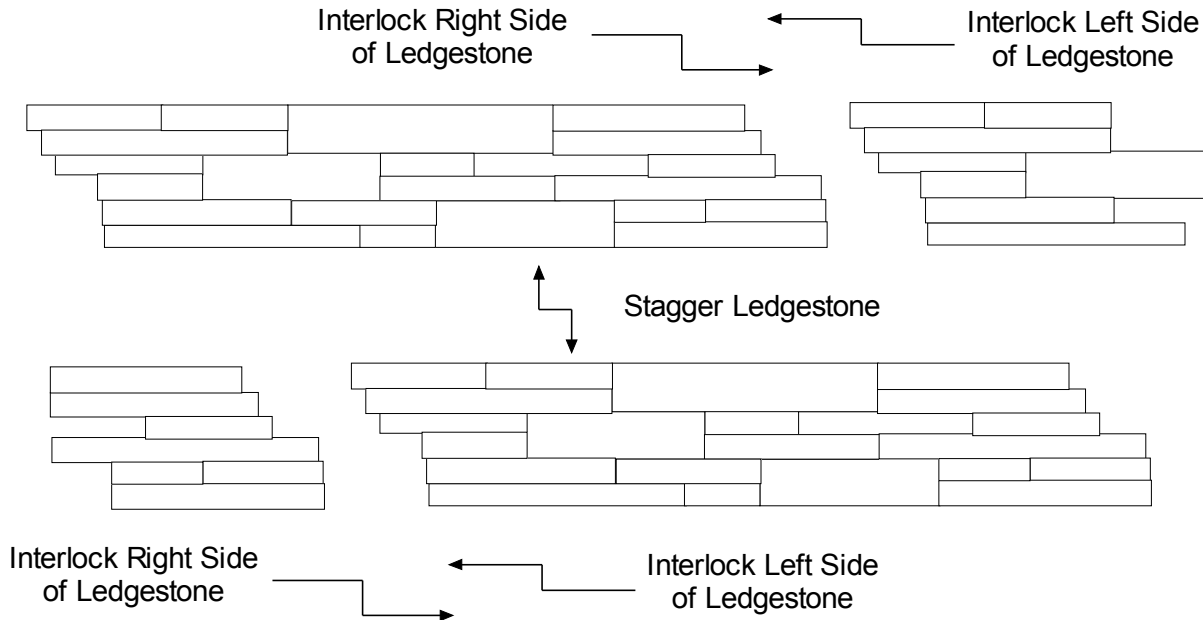 Interlock Right Side
of Ledgestone
Interlock Left Side
of Ledgestone
Stagger Ledgestone
Interlock Right Side
of Ledgestone
Interlock Left Side
of Ledgestone